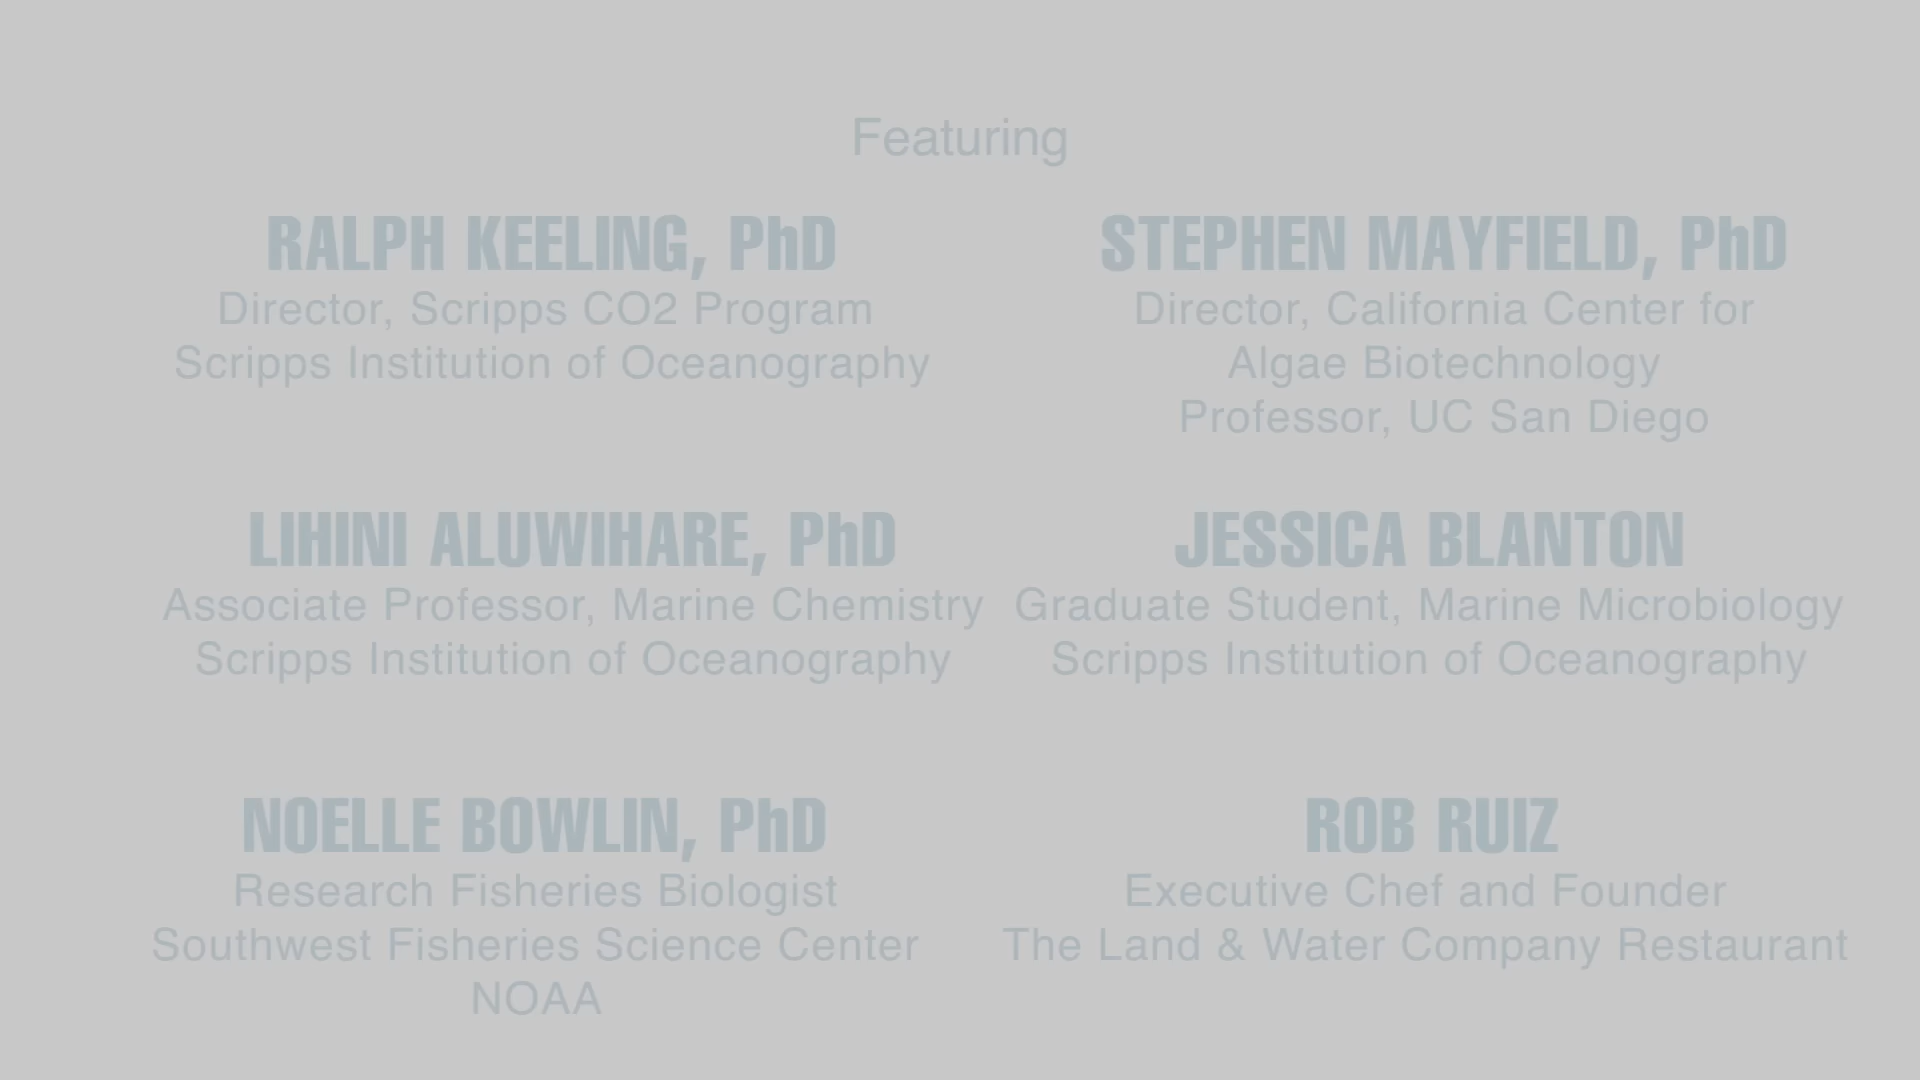 Featuring
RALPH KEELING, PhD
Director, Scripps CO2 Program
Scripps Institution of Oceanography
STEPHEN MAYFIELD, PhD
Director, California Center for
Algae Biotechnology
Professor, UC San Diego
LIHINI ALUWIHARE, PhD
Associate Professor, Marine Chemistry
Scripps Institution of Oceanography
JESSICA BLANTON
Graduate Student, Marine Microbiology
Scripps Institution of Oceanography
NOELLE BOWLIN, PhD
Research Fisheries Biologist
Southwest Fisheries Science Center
NOAA
ROB RUIZ
Executive Chef and Founder
The Land & Water Company Restaurant